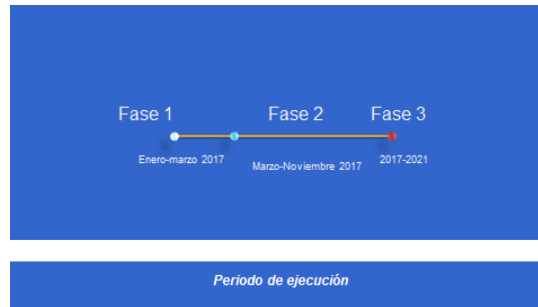 Fase 1 Fase 2 Fase 3
Enero-marzo 2017 Marzo-Noviembre 2017 2017-2021
Periodo de ejecución